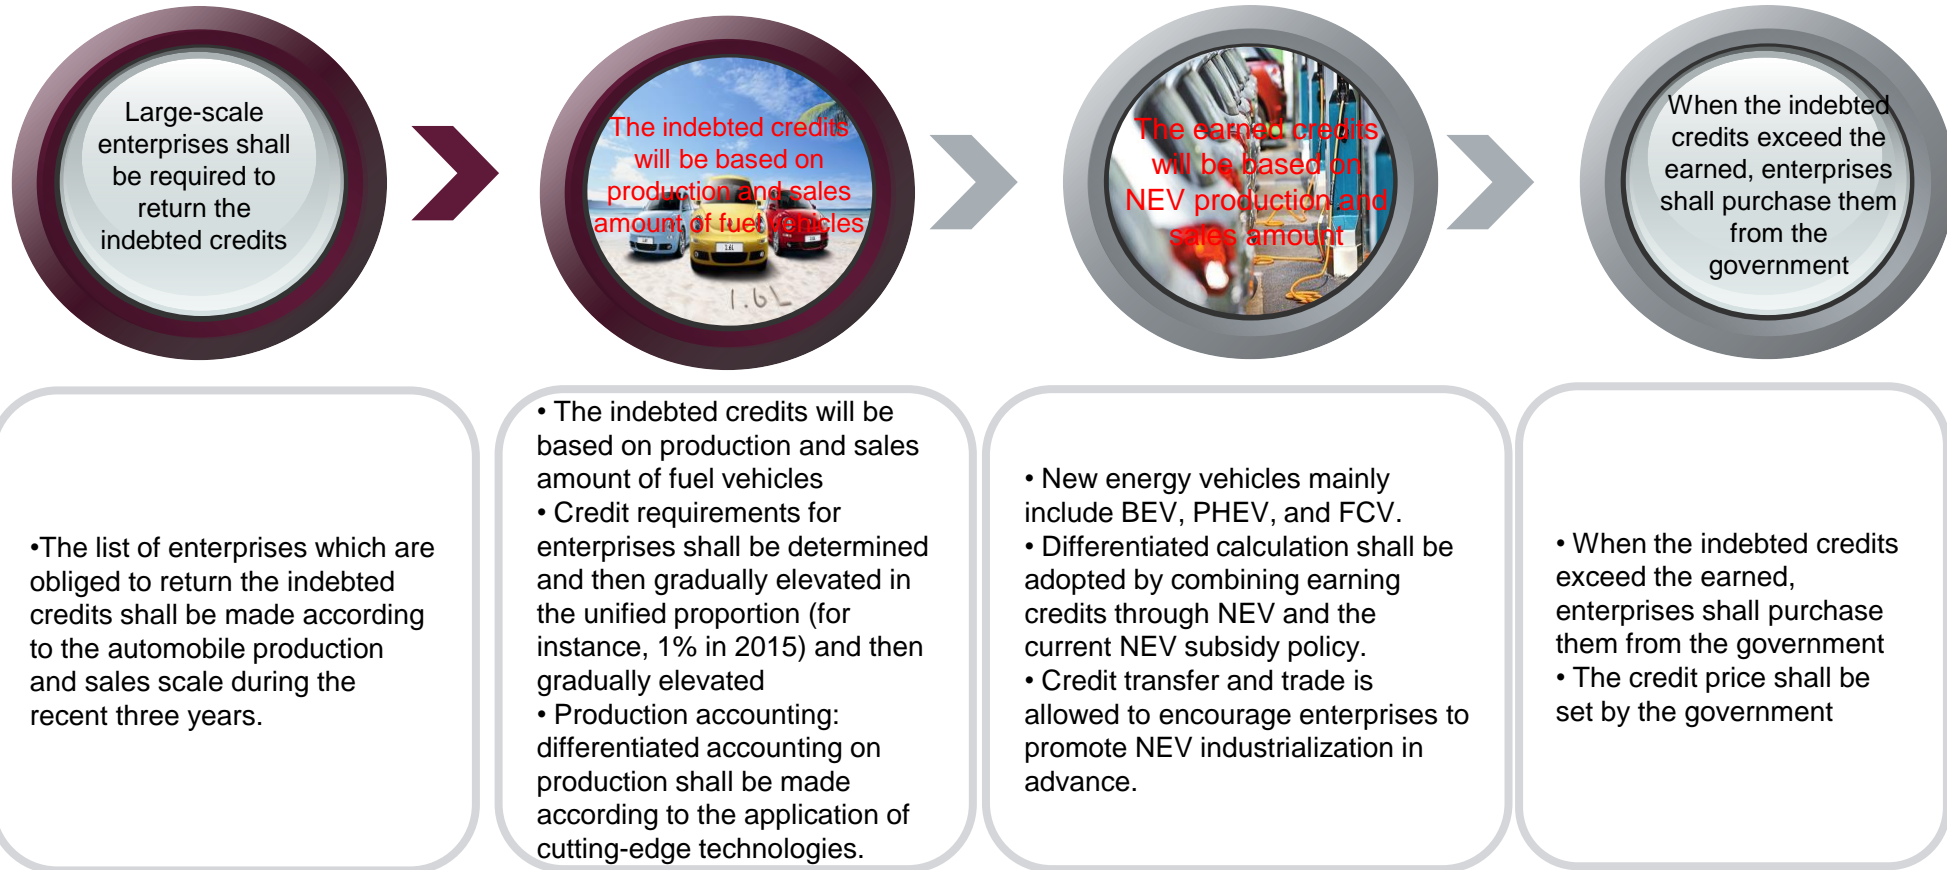 Large-scale
enterprises shall
be required to
return the
indebted credits
The indebted credits
will be based on
production and sales
amount of fuel vehicles
1.6L
1.6L
The earned credits
will be based on
NEV production and
sales amount
When the indebted
credits exceed the
earned, enterprises
shall purchase them
from the
government
•The list of enterprises which are
obliged to return the indebted
credits shall be made according
to the automobile production
and sales scale during the
recent three years.
• The indebted credits will be
based on production and sales
amount of fuel vehicles
• Credit requirements for
enterprises shall be determined
and then gradually elevated in
the unified proportion (for
instance, 1% in 2015) and then
gradually elevated
• Production accounting:
differentiated accounting on
production shall be made
according to the application of
cutting-edge technologies.
• New energy vehicles mainly
include BEV, PHEV, and FCV.
• Differentiated calculation shall be
adopted by combining earning
credits through NEV and the
current NEV subsidy policy.
• Credit transfer and trade is
allowed to encourage enterprises to
promote NEV industrialization in
advance.
• When the indebted credits
exceed the earned,
enterprises shall purchase
them from the government
• The credit price shall be
set by the government